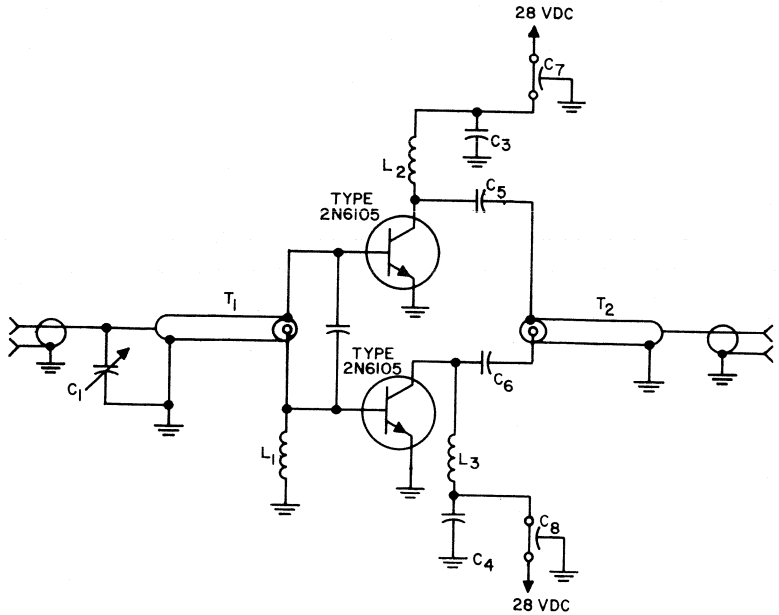 28 VDC
C7
C3
L2
C5
TYPE
2N6105
T1
T2
TYPE
2N6105
C1
C6
L1
L3
C8
C4
28 VDC